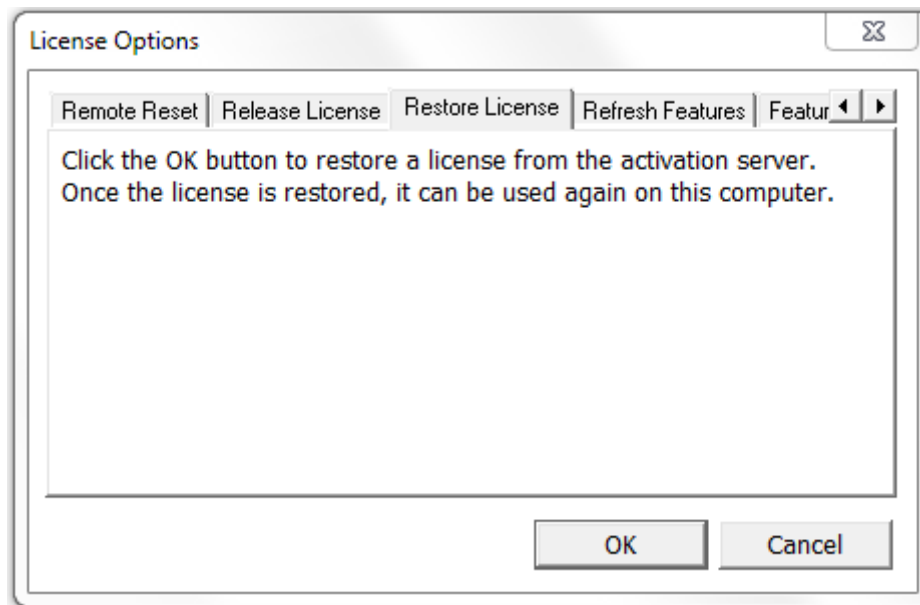 License Options
Remote Reset Release License Restore License Refresh Features Featur
Click the OK button to restore a license from the activation server.
Once the license is restored, it can be used again on this computer.
OK Cancel